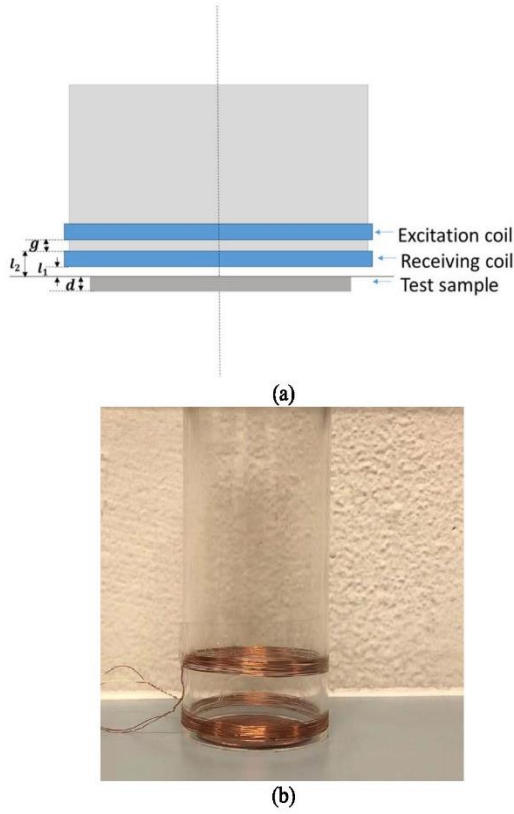 g
l₂
l₁
d
Excitation coil
Receiving coil
Test sample
(a)
(b)